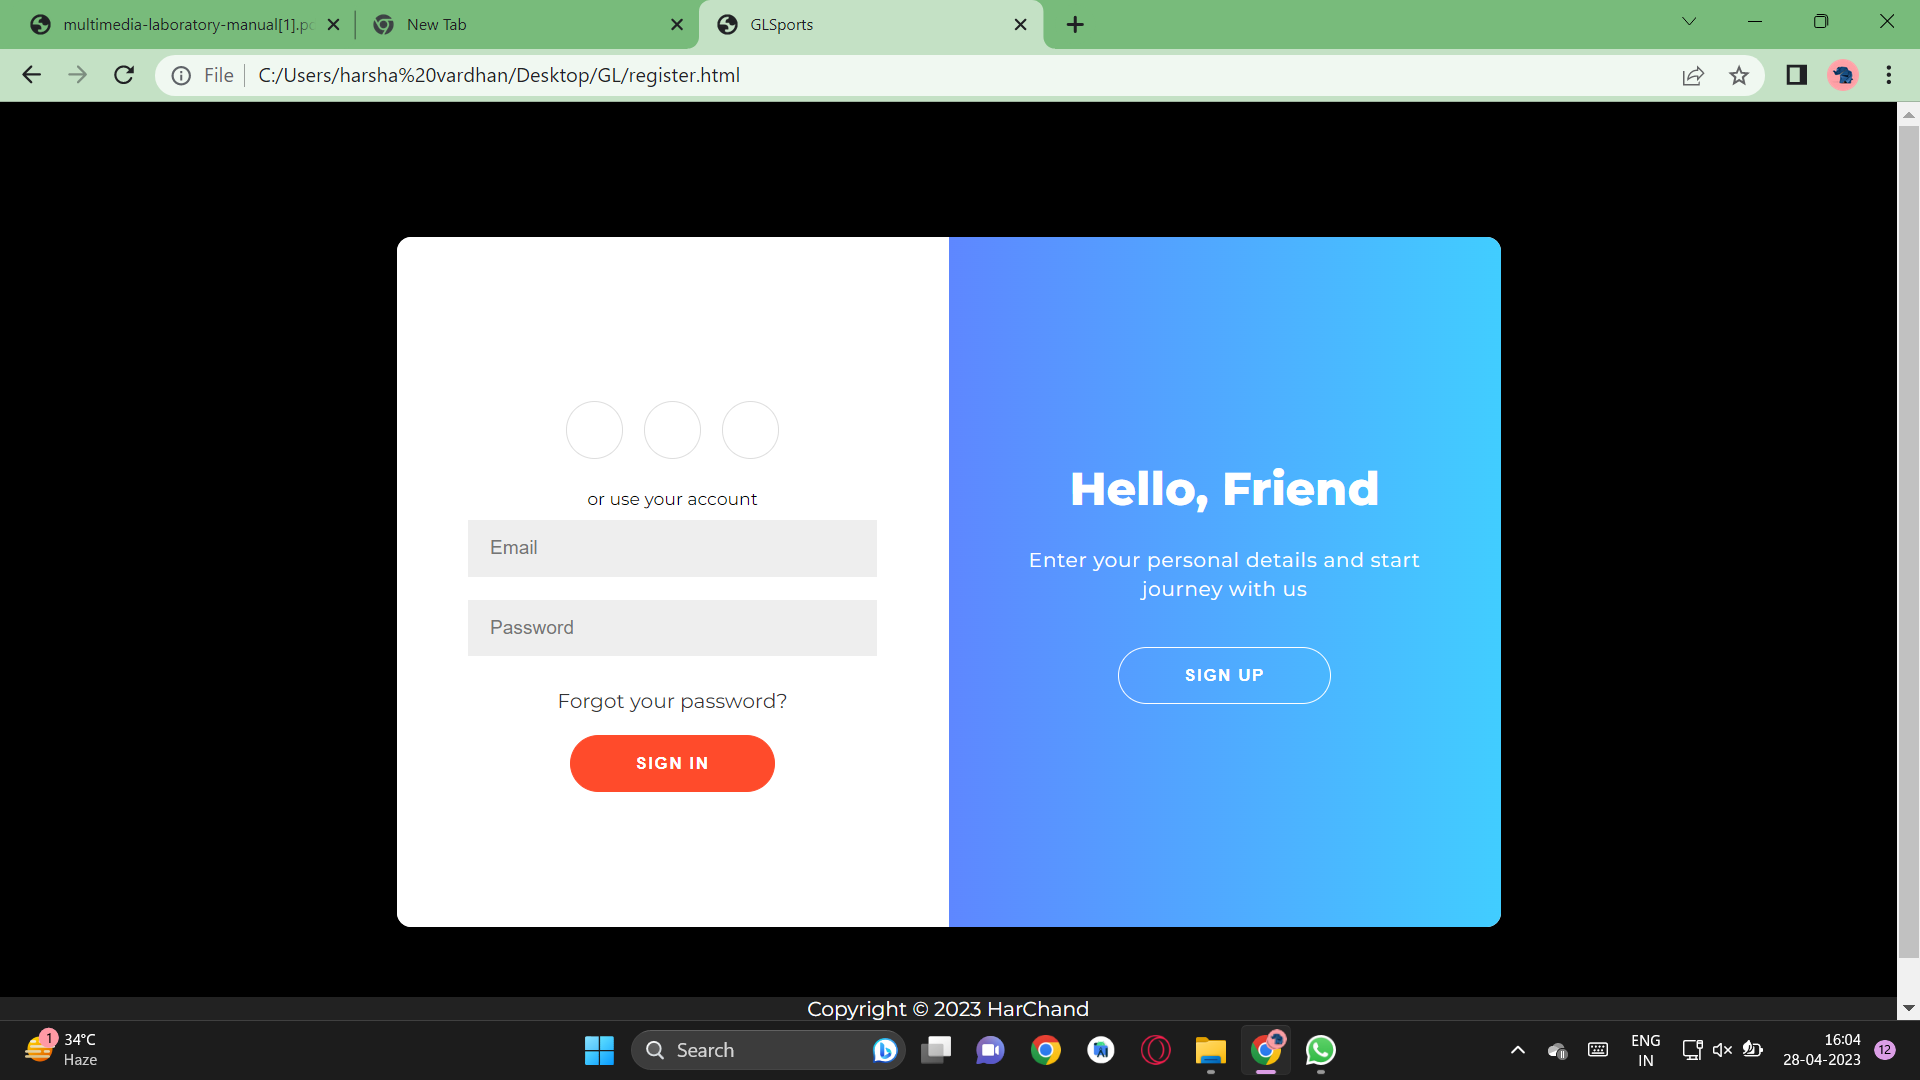 multimedia-laboratory-manual[1].pc
New Tab
GLSports
File
C:/Users/harsha%20vardhan/Desktop/GL/register.html
or use your account
Email
Password
Forgot your password?
SIGN IN
Hello, Friend
Enter your personal details and start
journey with us
SIGN UP
Copyright © 2023 HarChand
1
34°C
Haze
Search
ENG
IN
16:04
28-04-2023
12